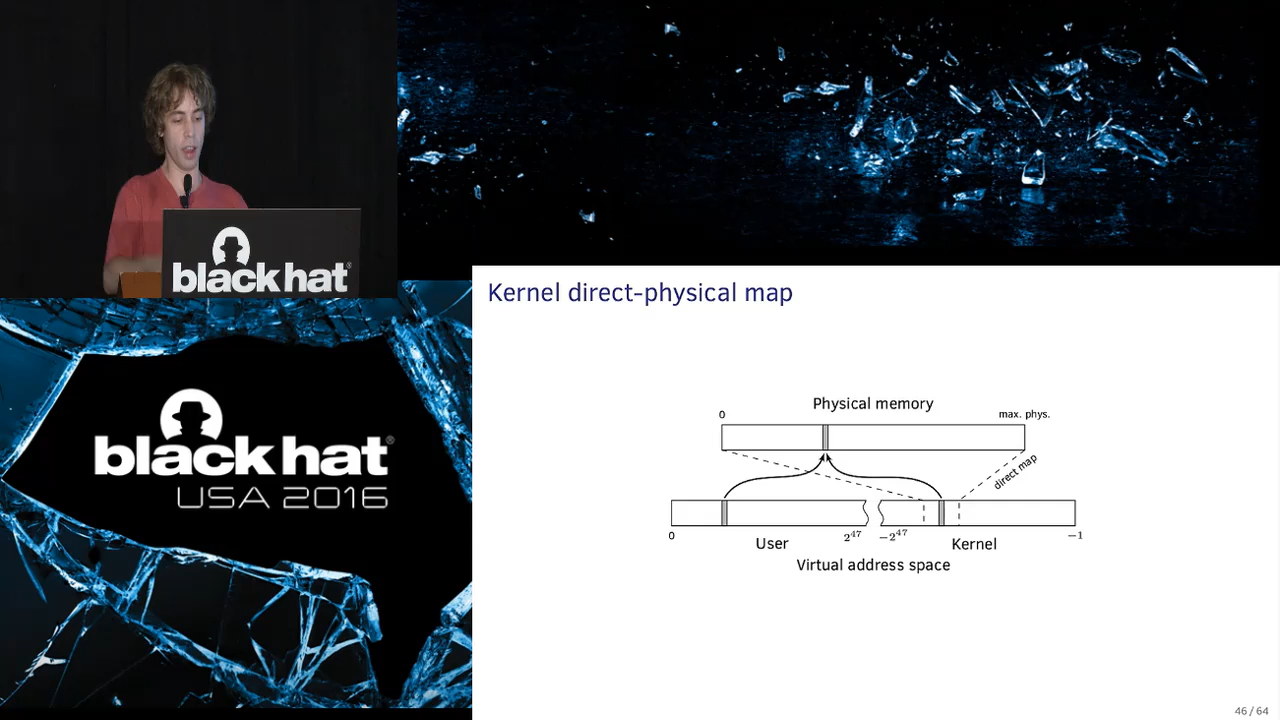 black hat®
black hat®
USA 2016
Kernel direct-physical map
Physical memory
0
max. phys.
direct map
0
2^47
−2^47
−1
User
Kernel
Virtual address space
46 / 64